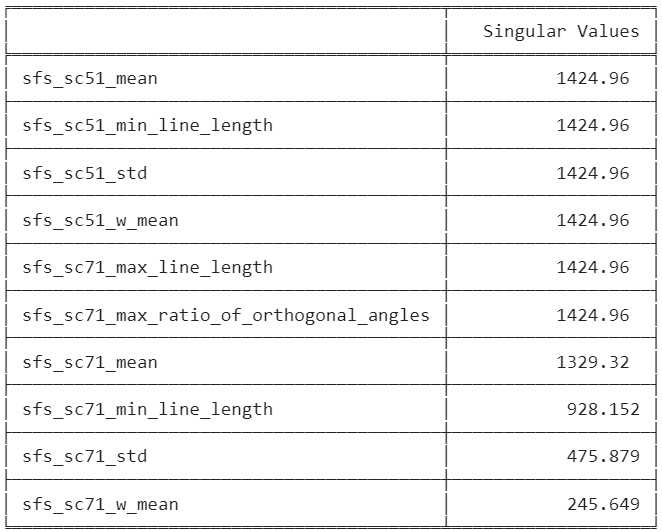 Singular Values
sfs_sc51_mean 1424.96
sfs_sc51_min_line_length 1424.96
sfs_sc51_std 1424.96
sfs_sc51_w_mean 1424.96
sfs_sc71_max_line_length 1424.96
sfs_sc71_max_ratio_of_orthogonal_angles 1424.96
sfs_sc71_mean 1329.32
sfs_sc71_min_line_length 928.152
sfs_sc71_std 475.879
sfs_sc71_w_mean 245.649